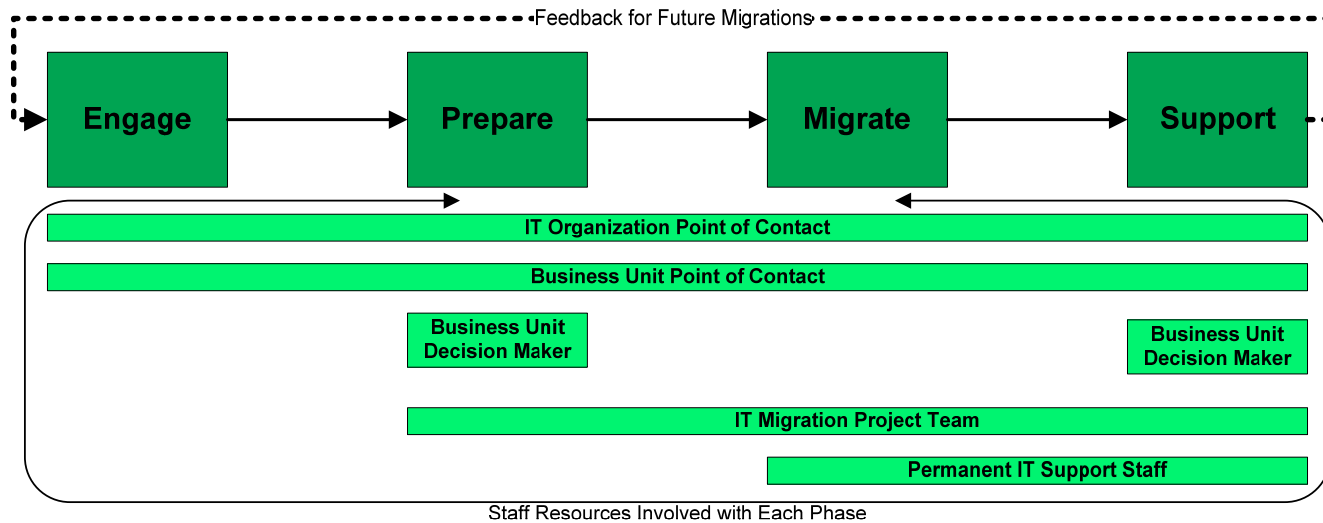 Feedback for Future Migrations
Engage
Prepare
Migrate
Support
IT Organization Point of Contact
Business Unit Point of Contact
Business Unit
Decision Maker
Business Unit
Decision Maker
IT Migration Project Team
Permanent IT Support Staff
Staff Resources Involved with Each Phase